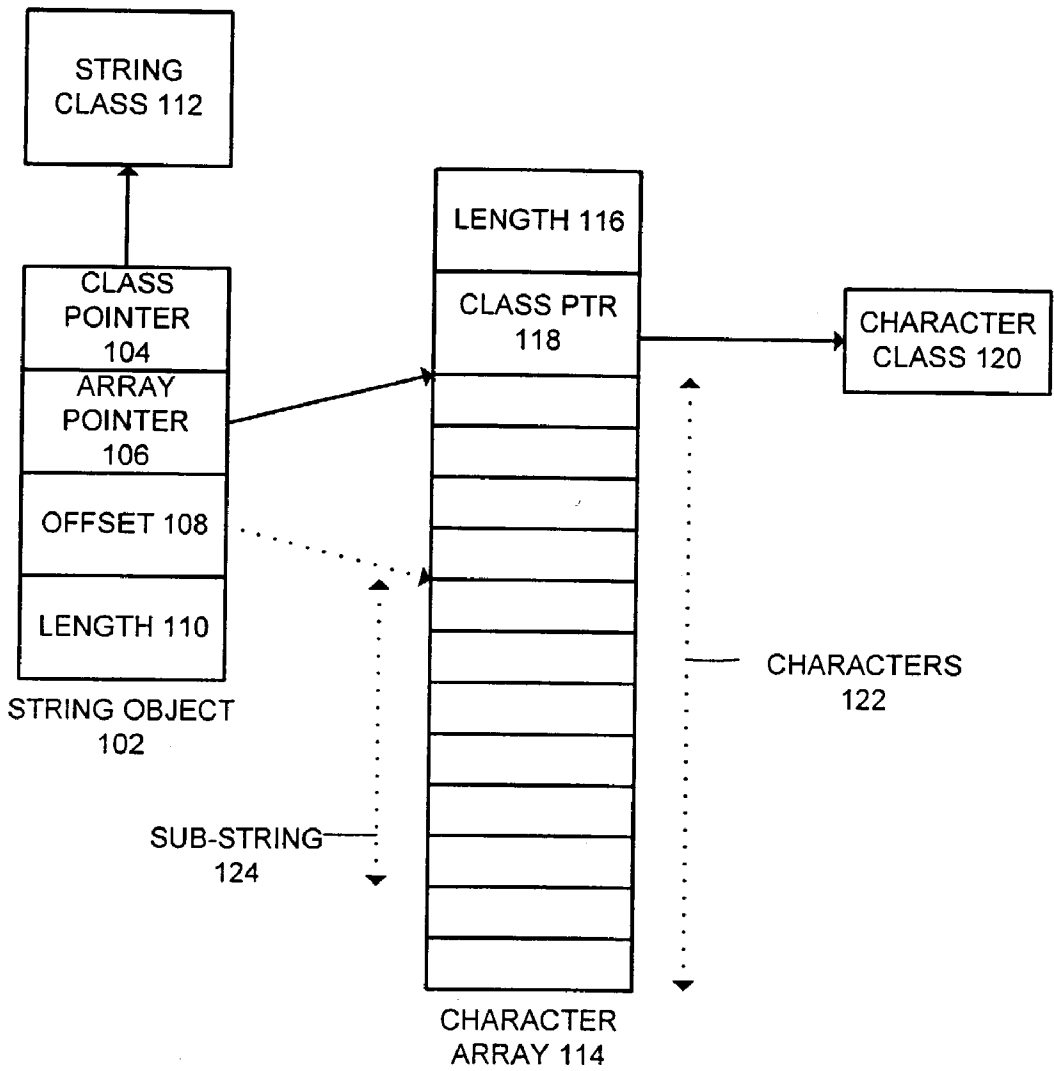 STRING
CLASS 112
LENGTH 116
CLASS
POINTER
104
CLASS PTR
118
CHARACTER
CLASS 120
ARRAY
POINTER
106
OFFSET 108
LENGTH 110
STRING OBJECT
102
CHARACTERS
122
SUB-STRING
124
CHARACTER
ARRAY 114